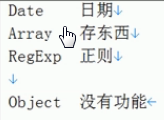 Date 日期↓
Array 存东西↓
RegExp 正则↓
↓
Object 没有功能←